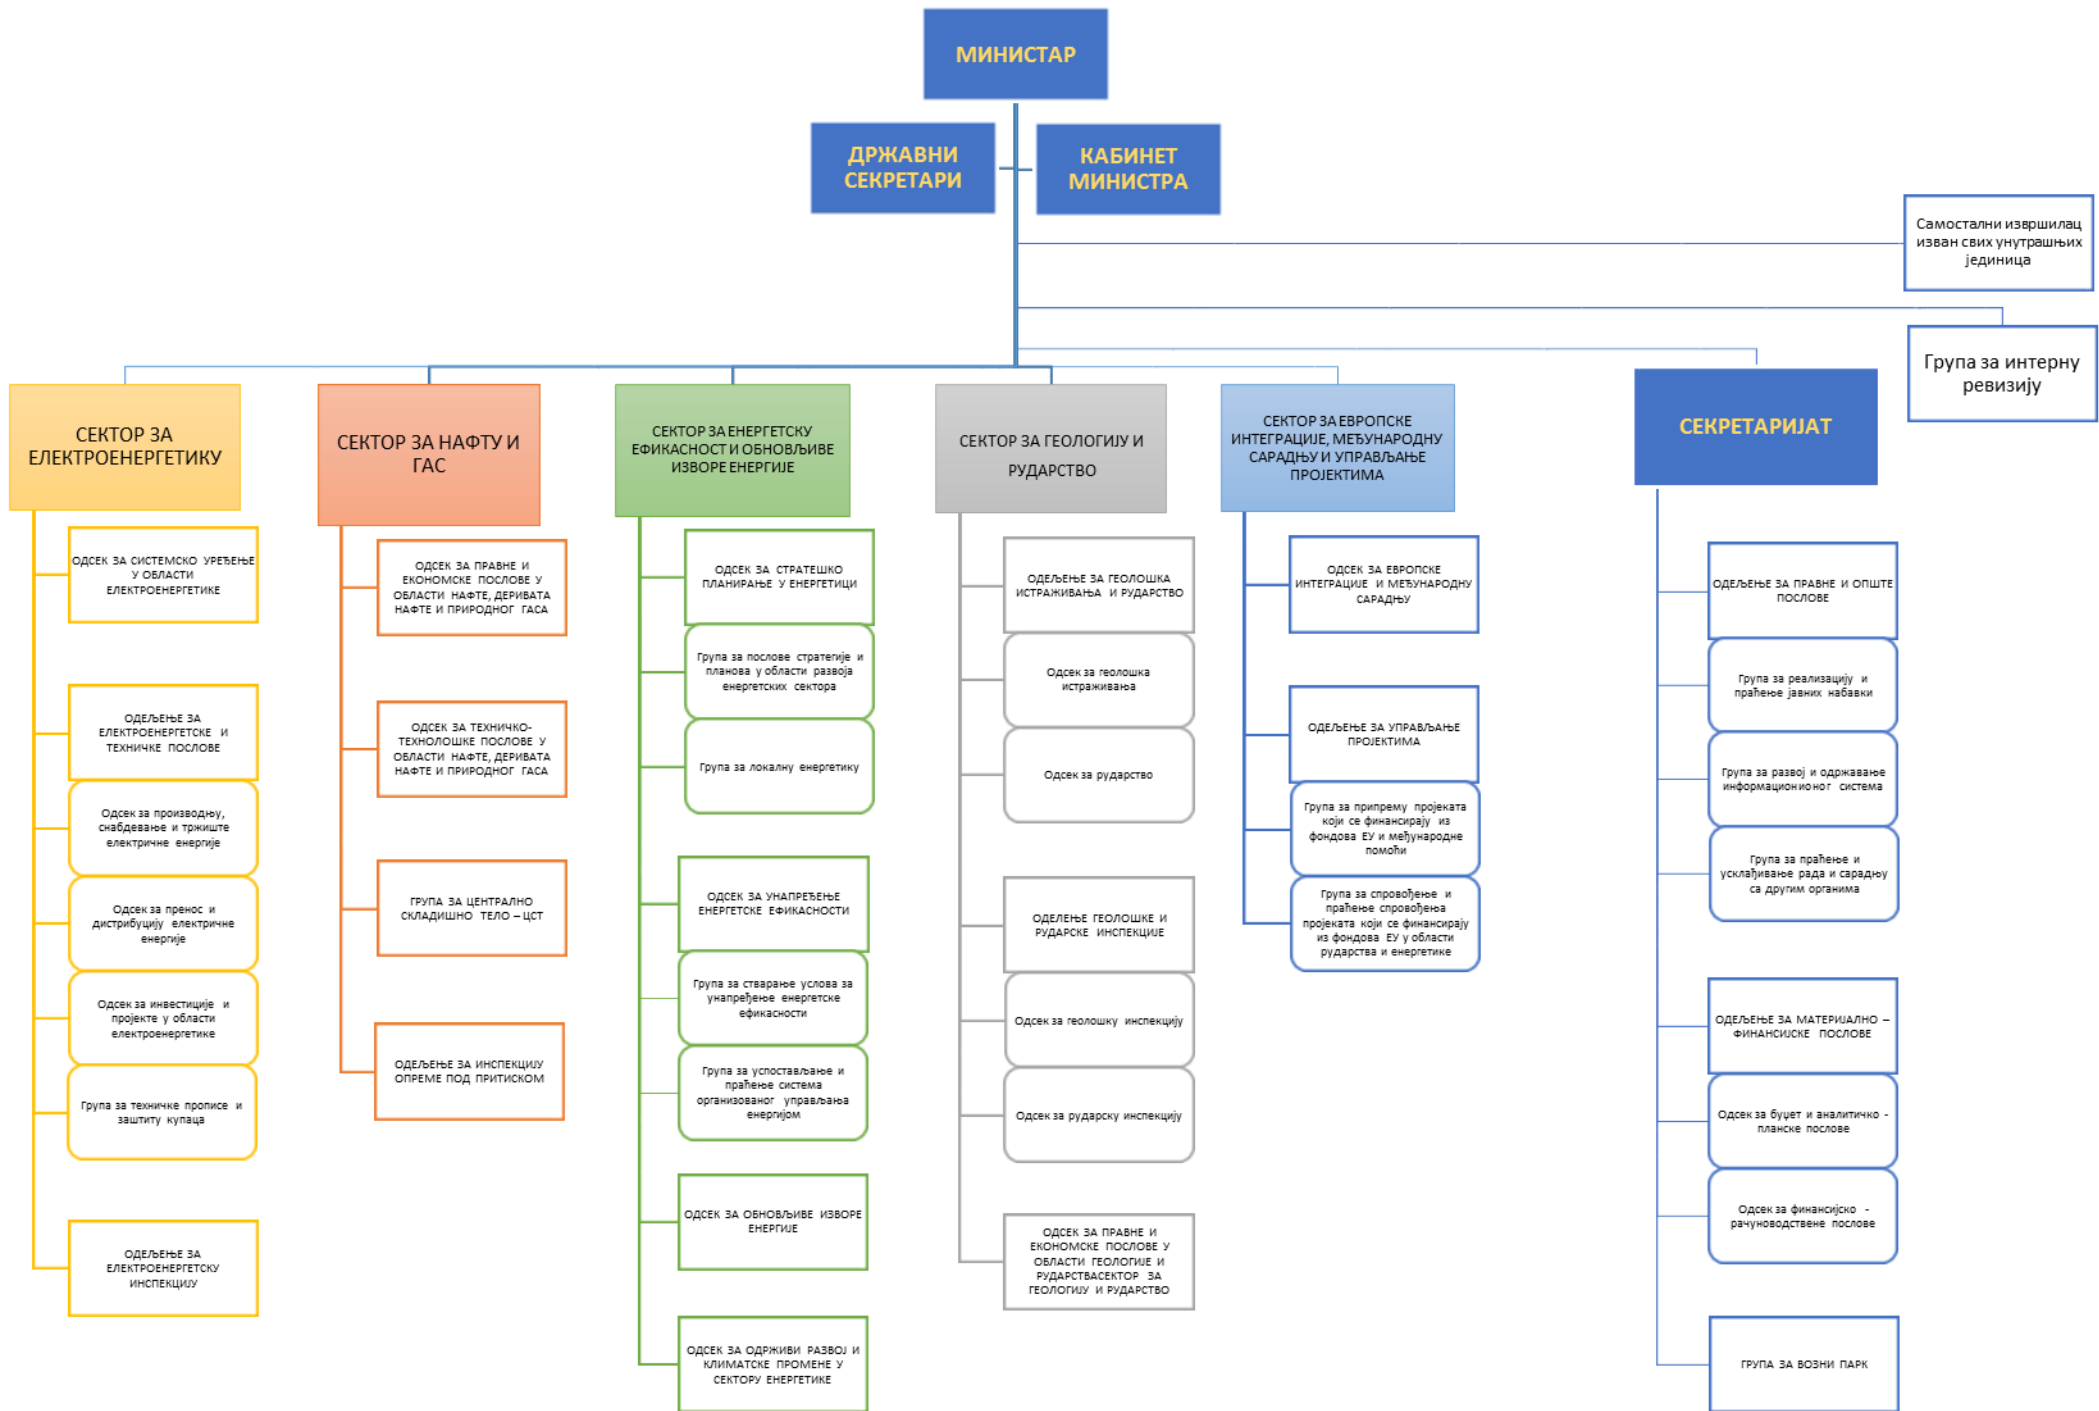 МИНИСТАР
ДРЖАВНИ
СЕКРЕТАРИ
КАБИНЕТ
МИНИСТРА
Самостални извршилац
изван свих унутрашњих
јединица
Група за интерну
ревизију
СЕКТОР ЗА
ЕЛЕКТРОЕНЕРГЕТИКУ
ОДСЕК ЗА СИСТЕМСКО УРЕЂЕЊЕ
У ОБЛАСТИ
ЕЛЕКТРОЕНЕРГЕТИКЕ
ОДЕЉЕЊЕ ЗА
ЕЛЕКТРОЕНЕРГЕТСКЕ И
ТЕХНИЧКЕ ПОСЛОВЕ
Одсек за производњу,
снабдевање и тржиште
електричне енергије
Одсек за пренос и
дистрибуцију електричне
енергије
Одсек за инвестиције и
пројекте у области
електроенергетике
Група за техничке прописе и
заштиту купаца
ОДЕЉЕЊЕ ЗА
ЕЛЕКТРОЕНЕРГЕТСКУ
ИНСПЕКЦИЈУ
СЕКТОР ЗА НАФТУ И
ГАС
ОДСЕК ЗА ПРАВНЕ И
ЕКОНОМСКЕ ПОСЛОВЕ У
ОБЛАСТИ НАФТЕ, ДЕРИВАТА
НАФТЕ И ПРИРОДНОГ ГАСА
ОДСЕК ЗА ТЕХНИЧКО-
ТЕХНОЛОШКЕ ПОСЛОВЕ У
ОБЛАСТИ НАФТЕ, ДЕРИВАТА
НАФТЕ И ПРИРОДНОГ ГАСА
ГРУПА ЗА ЦЕНТРАЛНО
СКЛАДИШНО ТЕЛО – ЦСТ
ОДЕЉЕЊЕ ЗА ИНСПЕКЦИЈУ
ОПРЕМЕ ПОД ПРИТИСКОМ
СЕКТОР ЗА ЕНЕРГЕТСКУ
ЕФИКАСНОСТ И ОБНОВЉИВЕ
ИЗВОРЕ ЕНЕРГИЈЕ
ОДСЕК ЗА СТРАТЕШКО
ПЛАНИРАЊЕ У ЕНЕРГЕТИЦИ
Група за послове стратегије и
планова у области развоја
енергетских сектора
Група за локалну енергетику
ОДСЕК ЗА УНАПРЕЂЕЊЕ
ЕНЕРГЕТСКЕ ЕФИКАСНОСТИ
Група за стварање услова за
унапређење енергетске
ефикасности
Група за успостављање и
праћење система
организованог управљања
енергијом
ОДСЕК ЗА ОБНОВЉИВЕ ИЗВОРЕ
ЕНЕРГИЈЕ
ОДСЕК ЗА ОДРЖИВИ РАЗВОЈ И
КЛИМАТСКЕ ПРОМЕНЕ У
СЕКТОРУ ЕНЕРГЕТИКЕ
СЕКТОР ЗА ГЕОЛОГИЈУ И
РУДАРСТВО
ОДЕЉЕЊЕ ЗА ГЕОЛОШКА
ИСТРАЖИВАЊА И РУДАРСТВО
Одсек за геолошка
истраживања
Одсек за рударство
ОДЕЛЕЊЕ ГЕОЛОШКЕ И
РУДАРСКЕ ИНСПЕКЦИЈЕ
Одсек за геолошку инспекцију
Одсек за рударску инспекцију
ОДСЕК ЗА ПРАВНЕ И
ЕКОНОМСКЕ ПОСЛОВЕ У
ОБЛАСТИ ГЕОЛОГИЈЕ И
РУДАРСТВАСЕКТОР ЗА
ГЕОЛОГИЈУ И РУДАРСТВО
СЕКТОР ЗА ЕВРОПСКЕ
ИНТЕГРАЦИЈЕ, МЕЂУНАРОДНУ
САРАДЊУ И УПРАВЉАЊЕ
ПРОЈЕКТИМА
ОДСЕК ЗА ЕВРОПСКЕ
ИНТЕГРАЦИЈЕ И МЕЂУНАРОДНУ
САРАДЊУ
ОДЕЉЕЊЕ ЗА УПРАВЉАЊЕ
ПРОЈЕКТИМА
Група за припрему пројеката
који се финансирају из
фондова ЕУ и међународне
помоћи
Група за спровођење и
праћење спровођења
пројеката који се финансирају
из фондова ЕУ у области
рударства и енергетике
СЕКРЕТАРИЈАТ
ОДЕЉЕЊЕ ЗА ПРАВНЕ И ОПШТЕ
ПОСЛОВЕ
Група за реализацију и
праћење јавних набавки
Група за развој и одржавање
информационионог система
Група за праћење и
усклађивање рада и сарадњу
са другим органима
ОДЕЉЕЊЕ ЗА МАТЕРИЈАЛНО –
ФИНАНСИЈСКЕ ПОСЛОВЕ
Одсек за буџет и аналитичко -
планске послове
Одсек за финансијско -
рачуноводствене послове
ГРУПА ЗА ВОЗНИ ПАРК